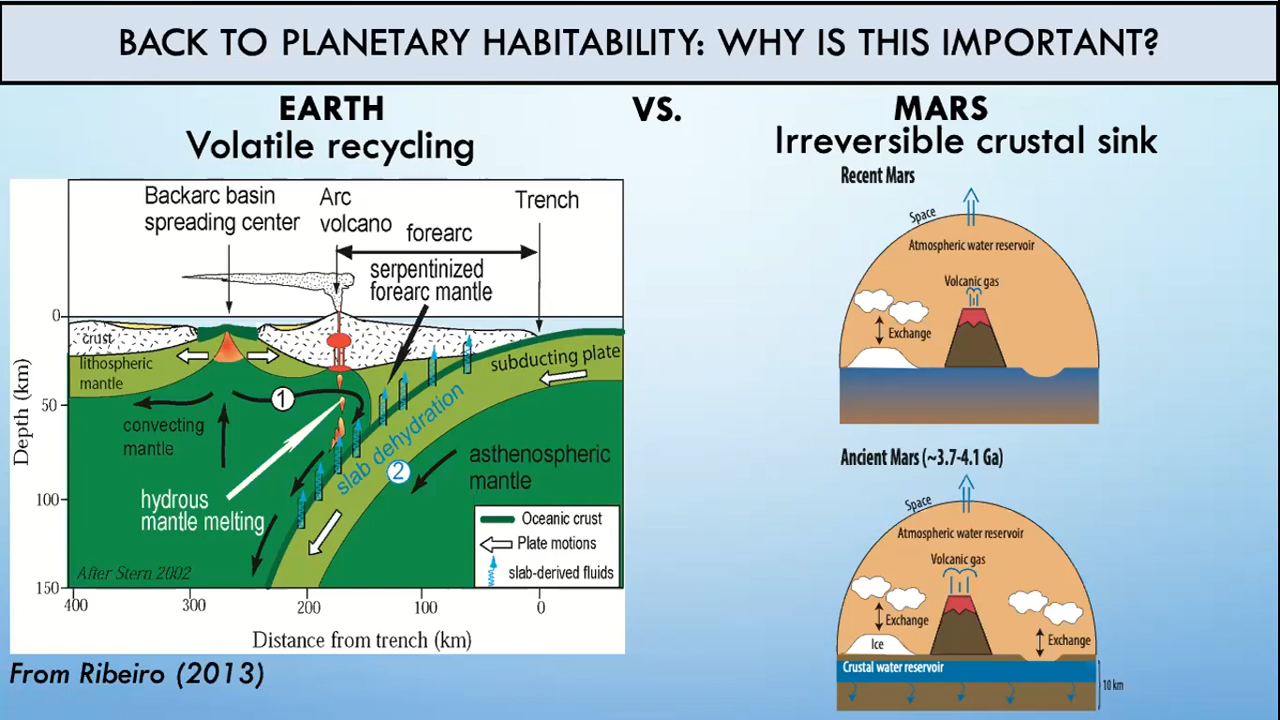 BACK TO PLANETARY HABITABILITY: WHY IS THIS IMPORTANT?
EARTH
VS.
MARS
Volatile recycling
Irreversible crustal sink
Backarc basin
spreading center
Arc
volcano
Trench
forearc
serpentinized
forearc mantle
0
50
100
150
Depth (km)
crust
lithospheric
mantle
subducting plate
1
convecting
mantle
slab dehydration
2
asthenospheric
mantle
hydrous
mantle melting
Oceanic crust
Plate motions
slab-derived fluids
After Stern 2002
400
300
200
100
0
Distance from trench (km)
From Ribeiro (2013)
Recent Mars
Space
Atmospheric water reservoir
Volcanic gas
Exchange
Ancient Mars (~3.7-4.1 Ga)
Space
Atmospheric water reservoir
Volcanic gas
Exchange
Exchange
Ice
Crustal water reservoir
10 km